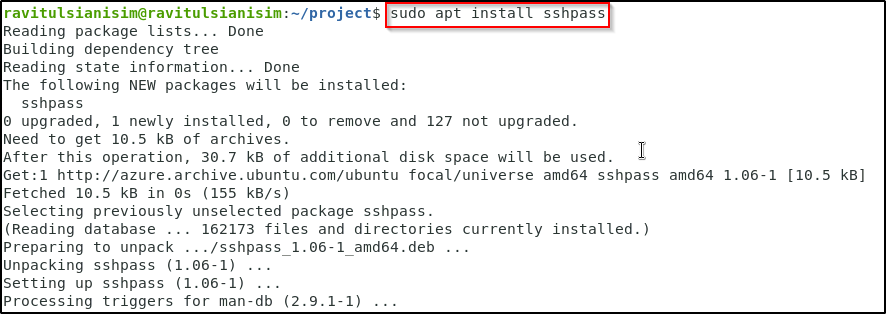 ravitulsianisim@ravitulsianisim:~/project$ sudo apt install sshpass
Reading package lists... Done
Building dependency tree
Reading state information... Done
The following NEW packages will be installed:
  sshpass
0 upgraded, 1 newly installed, 0 to remove and 127 not upgraded.
Need to get 10.5 kB of archives.
After this operation, 30.7 kB of additional disk space will be used.
Get:1 http://azure.archive.ubuntu.com/ubuntu focal/universe amd64 sshpass amd64 1.06-1 [10.5 kB]
Fetched 10.5 kB in 0s (155 kB/s)
Selecting previously unselected package sshpass.
(Reading database ... 162173 files and directories currently installed.)
Preparing to unpack .../sshpass_1.06-1_amd64.deb ...
Unpacking sshpass (1.06-1) ...
Setting up sshpass (1.06-1) ...
Processing triggers for man-db (2.9.1-1) ...